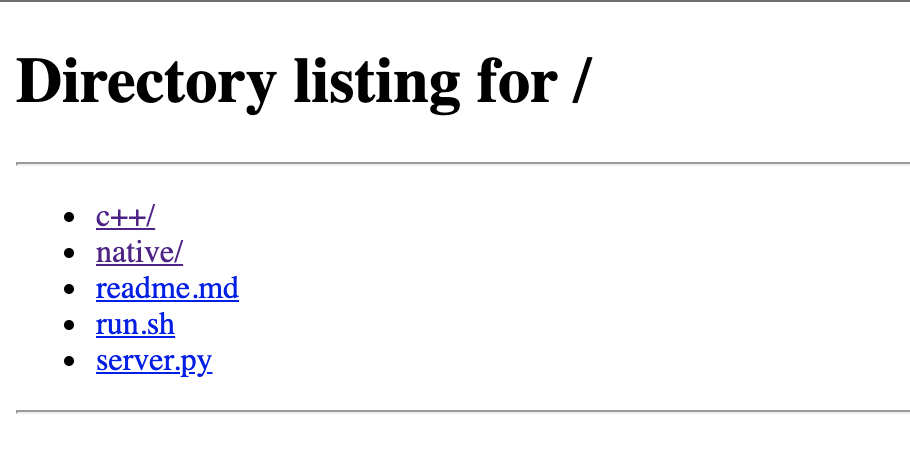 Directory listing for /
c++/
native/
readme.md
run.sh
server.py